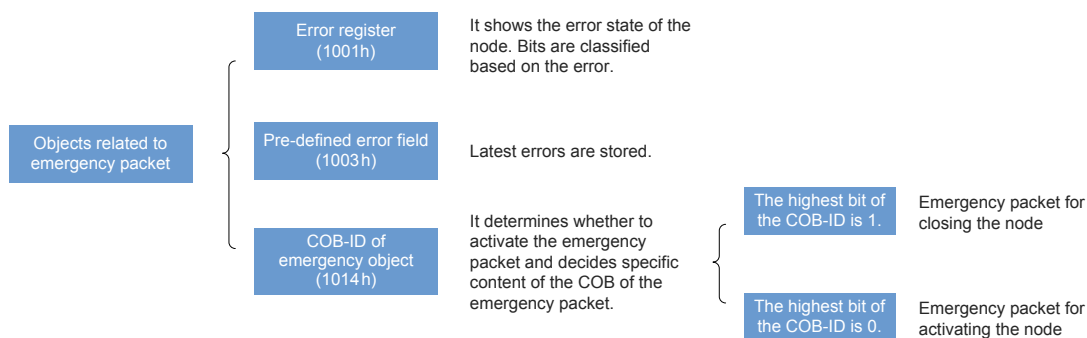 Error register
(1001h)
It shows the error state of the
node. Bits are classified
based on the error.
Objects related to
emergency packet
Pre-defined error field
(1003h)
Latest errors are stored.
COB-ID of
emergency object
(1014h)
It determines whether to
activate the emergency
packet and decides specific
content of the COB of the
emergency packet.
The highest bit of
the COB-ID is 1.
Emergency packet for
closing the node
The highest bit of
the COB-ID is 0.
Emergency packet for
activating the node